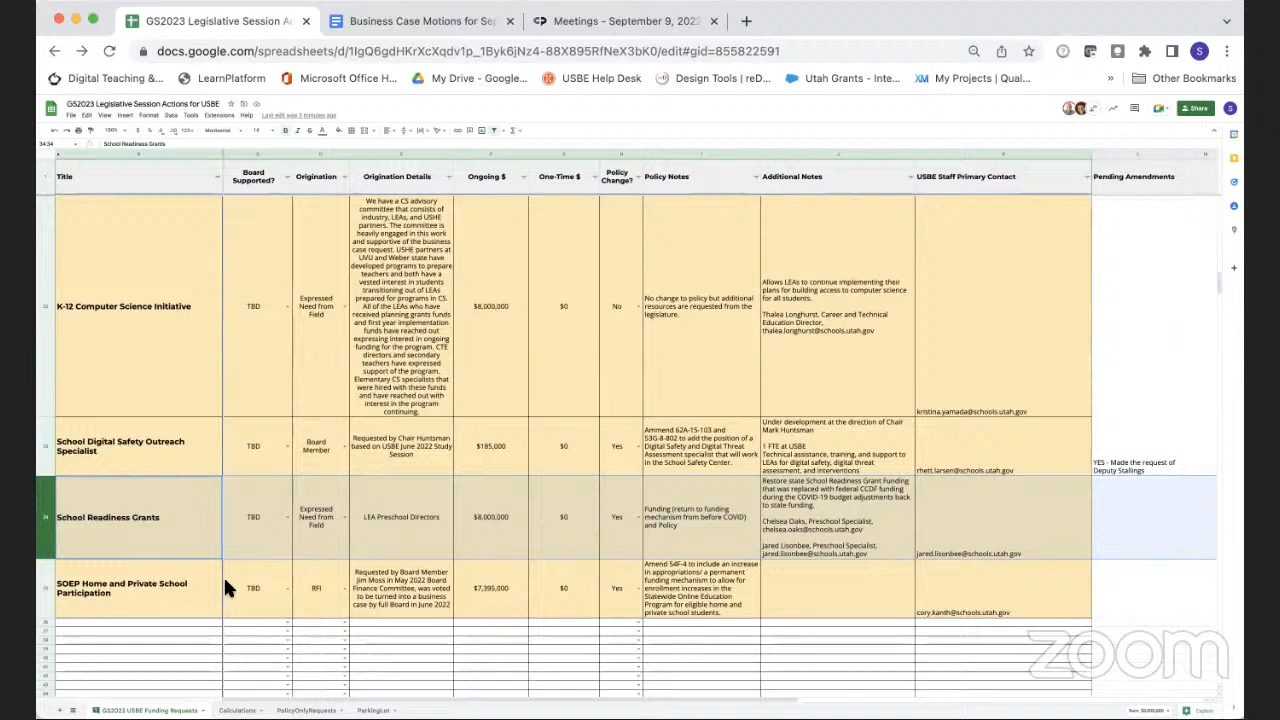 GS2023 Legislative Session Ac
Business Case Motions for Sep
Meetings - September 9, 2022
docs.google.com/spreadsheets/d/1IgQ6gdHKrXcXqdv1p_1Byk6jNz4-88X895RfNeX3bK0/edit#gid=855822591
Digital Teaching &...
LearnPlatform
Microsoft Office H...
My Drive - Google...
USBE Help Desk
Design Tools | reD...
Utah Grants - Inte...
My Projects | Qual...
Other Bookmarks
GS2023 Legislative Session Actions for USBE
File Edit View Insert Format Data Tools Extensions Help Last edit was 3 minutes ago
Share
100%
Montserrat
14
34:34
School Readiness Grants
Title
Board
Supported?
Origination
Origination Details
Ongoing $
One-Time $
Policy
Change?
Policy Notes
Additional Notes
USBE Staff Primary Contact
Pending Amendments
K-12 Computer Science Initiative
TBD
Expressed
Need from
Field
We have a CS advisory
committee that consists of
industry, LEAs, and USHE
partners. The committee is
heavily engaged in this work
and supportive of the business
case request. USHE partners at
UVU and Weber state have
developed programs to prepare
teachers and both have a
vested interest in students
transitioning out of LEAs
prepared for programs in CS.
All of the LEAs who have
received planning grants funds
and first year implementation
funds have reached out
expressing interest in ongoing
funding for the program. CTE
directors and secondary
teachers have expressed
support of the program.
Elementary CS specialists that
were hired with these funds
and have reached out with
interest in the program
continuing.
$8,000,000
$0
No
No change to policy but additional
resources are requested from the
legislature.
Allows LEAs to continue implementing their
plans for building access to computer science
for all students.
Thalea Longhurst, Career and Technical
Education Director,
thalea.longhurst@schools.utah.gov
kristina.yamada@schools.utah.gov
School Digital Safety Outreach
Specialist
TBD
Board
Member
Requested by Chair Huntsman
based on USBE June 2022 Study
Session
$185,000
$0
Yes
Ammend 62A-15-103 and
53G-8-802 to add the position of a
Digital Safety and Digital Threat
Assessment specialist that will work
in the School Safety Center.
Under development at the direction of Chair
Mark Huntsman
1 FTE at USBE
Technical assistance, training, and support to
LEAs for digital safety, digital threat
assessment, and interventions
rhett.larsen@schools.utah.gov
YES - Made the request of
Deputy Stallings
School Readiness Grants
TBD
Expressed
Need from
Field
LEA Preschool Directors
$8,000,000
$0
Yes
Funding (return to funding
mechanism from before COVID)
and Policy
Restore state School Readiness Grant Funding
that was replaced with federal CCDF funding
during the COVID-19 budget adjustments back
to state funding.
Chelsea Oaks, Preschool Specialist,
chelsea.oaks@schools.utah.gov
Jared Lisonbee, Preschool Specialist,
jared.lisonbee@schools.utah.gov
jared.lisonbee@schools.utah.gov
SOEP Home and Private School
Participation
TBD
RFI
Requested by Board Member
Jim Moss in May 2022 Board
Finance Committee, was voted
to be turned into a business
case by full Board in June 2022
$7,395,000
$0
Yes
Amend 54F-4 to include an increase
in appropriations/ a permanent
funding mechanism to allow for
enrollment increases in the
Statewide Online Education
Program for eligible home and
private school students.
cory.kanth@schools.utah.gov
zoom
GS2023 USBE Funding Requests
Calculations
PolicyOnlyRequests
ParkingLot
Sum: $8,000,000
Explore